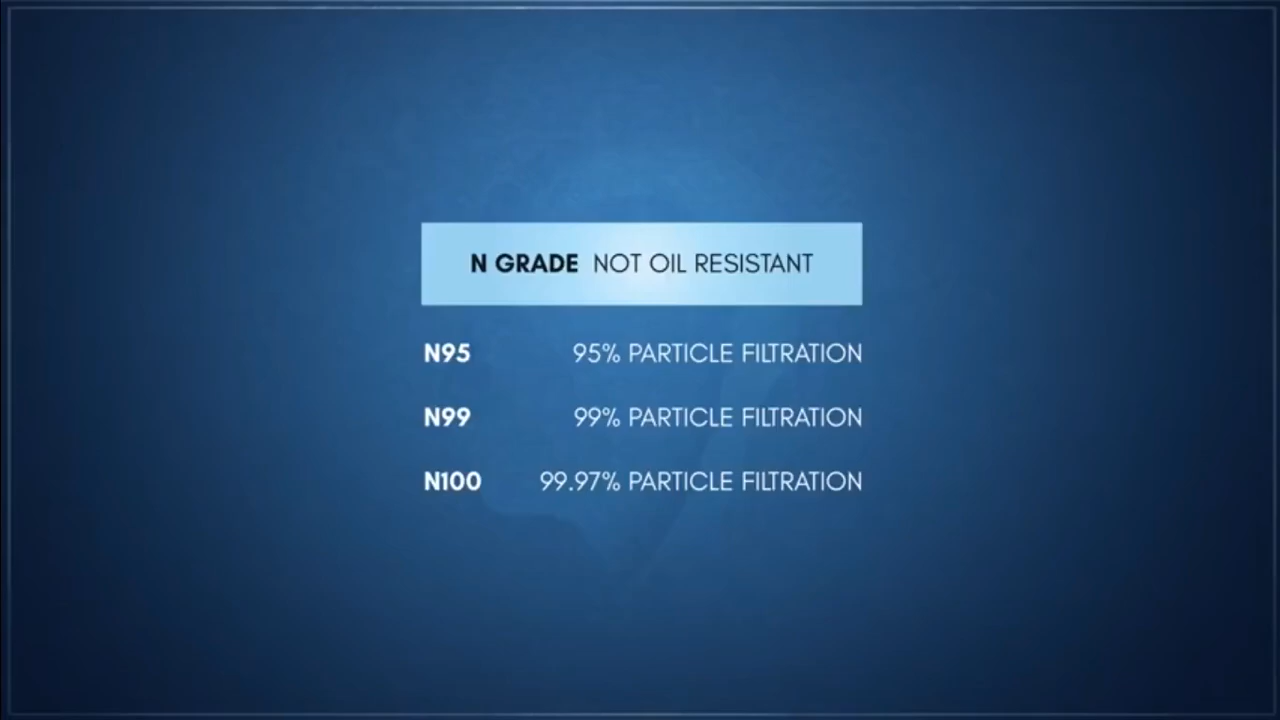 N GRADE NOT OIL RESISTANT
N95 95% PARTICLE FILTRATION
N99 99% PARTICLE FILTRATION
N100 99.97% PARTICLE FILTRATION